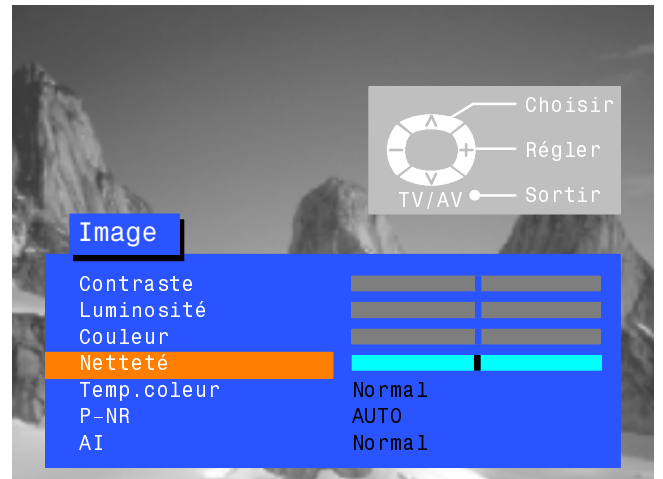 Choisir
Régler
TV/AV Sortir
Image
Contraste
Luminosité
Couleur
Netteté
Temp.coleur Normal
P-NR AUTO
AI Normal